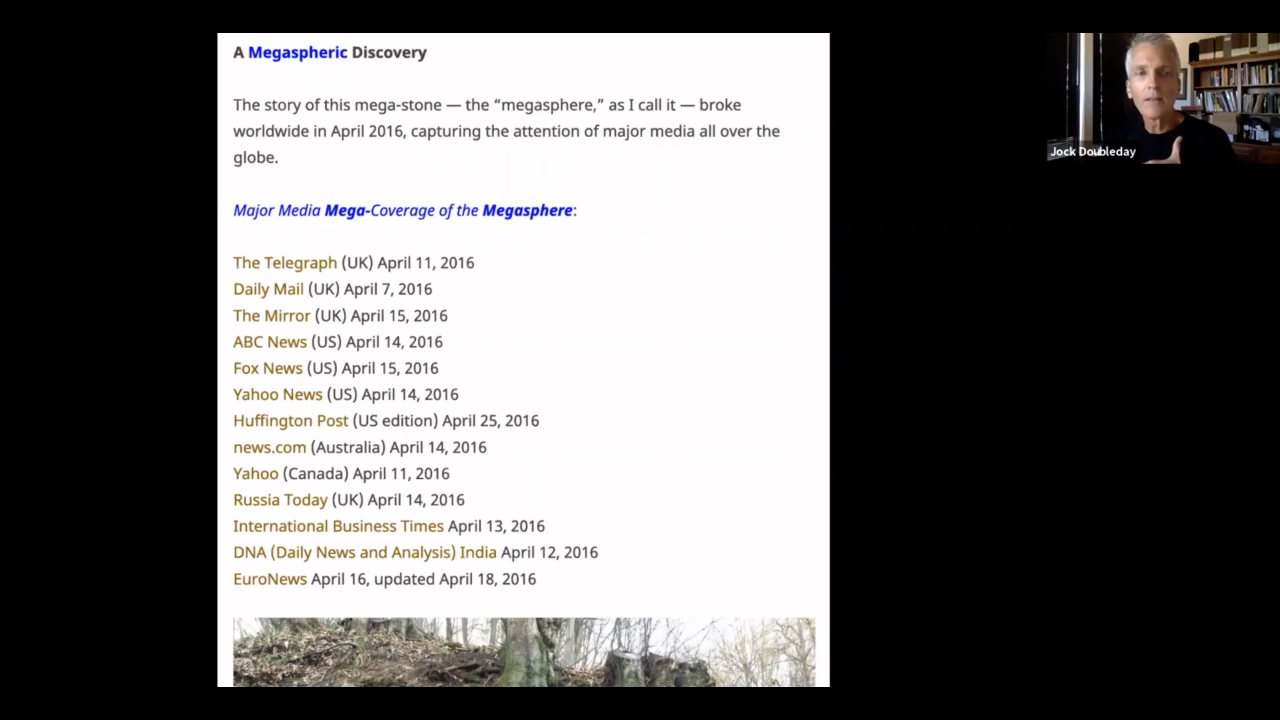 A Megaspheric Discovery
The story of this mega-stone — the “megasphere,” as I call it — broke
worldwide in April 2016, capturing the attention of major media all over the
globe.
Major Media Mega-Coverage of the Megasphere:
The Telegraph (UK) April 11, 2016
Daily Mail (UK) April 7, 2016
The Mirror (UK) April 15, 2016
ABC News (US) April 14, 2016
Fox News (US) April 15, 2016
Yahoo News (US) April 14, 2016
Huffington Post (US edition) April 25, 2016
news.com (Australia) April 14, 2016
Yahoo (Canada) April 11, 2016
Russia Today (UK) April 14, 2016
International Business Times April 13, 2016
DNA (Daily News and Analysis) India April 12, 2016
EuroNews April 16, updated April 18, 2016
Jock Doubleday